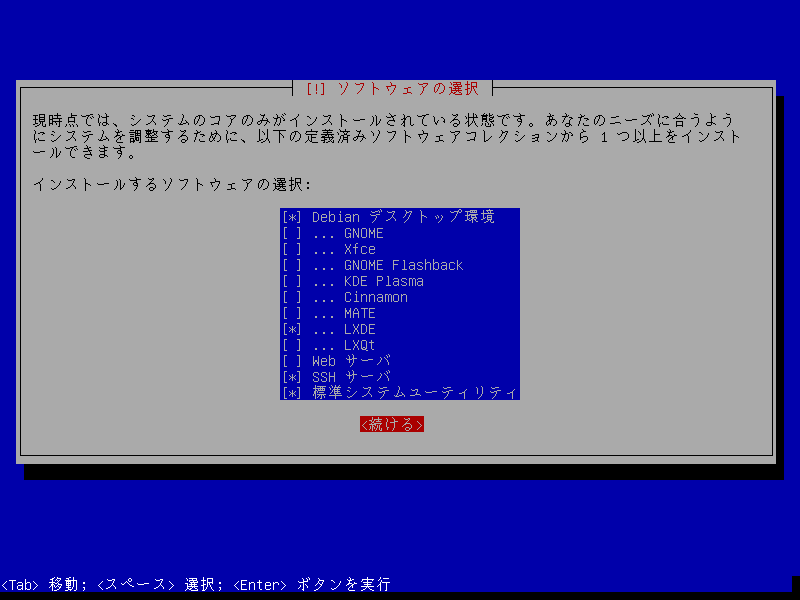 [!] ソフトウェアの選択
現時点では、システムのコアのみがインストールされている状態です。あなたのニーズに合うよう
にシステムを調整するために、以下の定義済みソフトウェアコレクションから 1 つ以上をインスト
ールできます。
インストールするソフトウェアの選択:
[*] Debian デスクトップ環境
[ ] ... GNOME
[ ] ... Xfce
[ ] ... GNOME Flashback
[ ] ... KDE Plasma
[ ] ... Cinnamon
[ ] ... MATE
[*] ... LXDE
[ ] ... LXQt
[ ] Web サーバ
[*] SSH サーバ
[*] 標準システムユーティリティ
<続ける>
<Tab> 移動; <スペース> 選択; <Enter> ボタンを実行